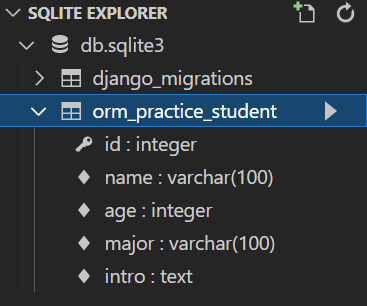 SQLITE EXPLORER
db.sqlite3
django_migrations
orm_practice_student
id : integer
name : varchar(100)
age : integer
major : varchar(100)
intro : text